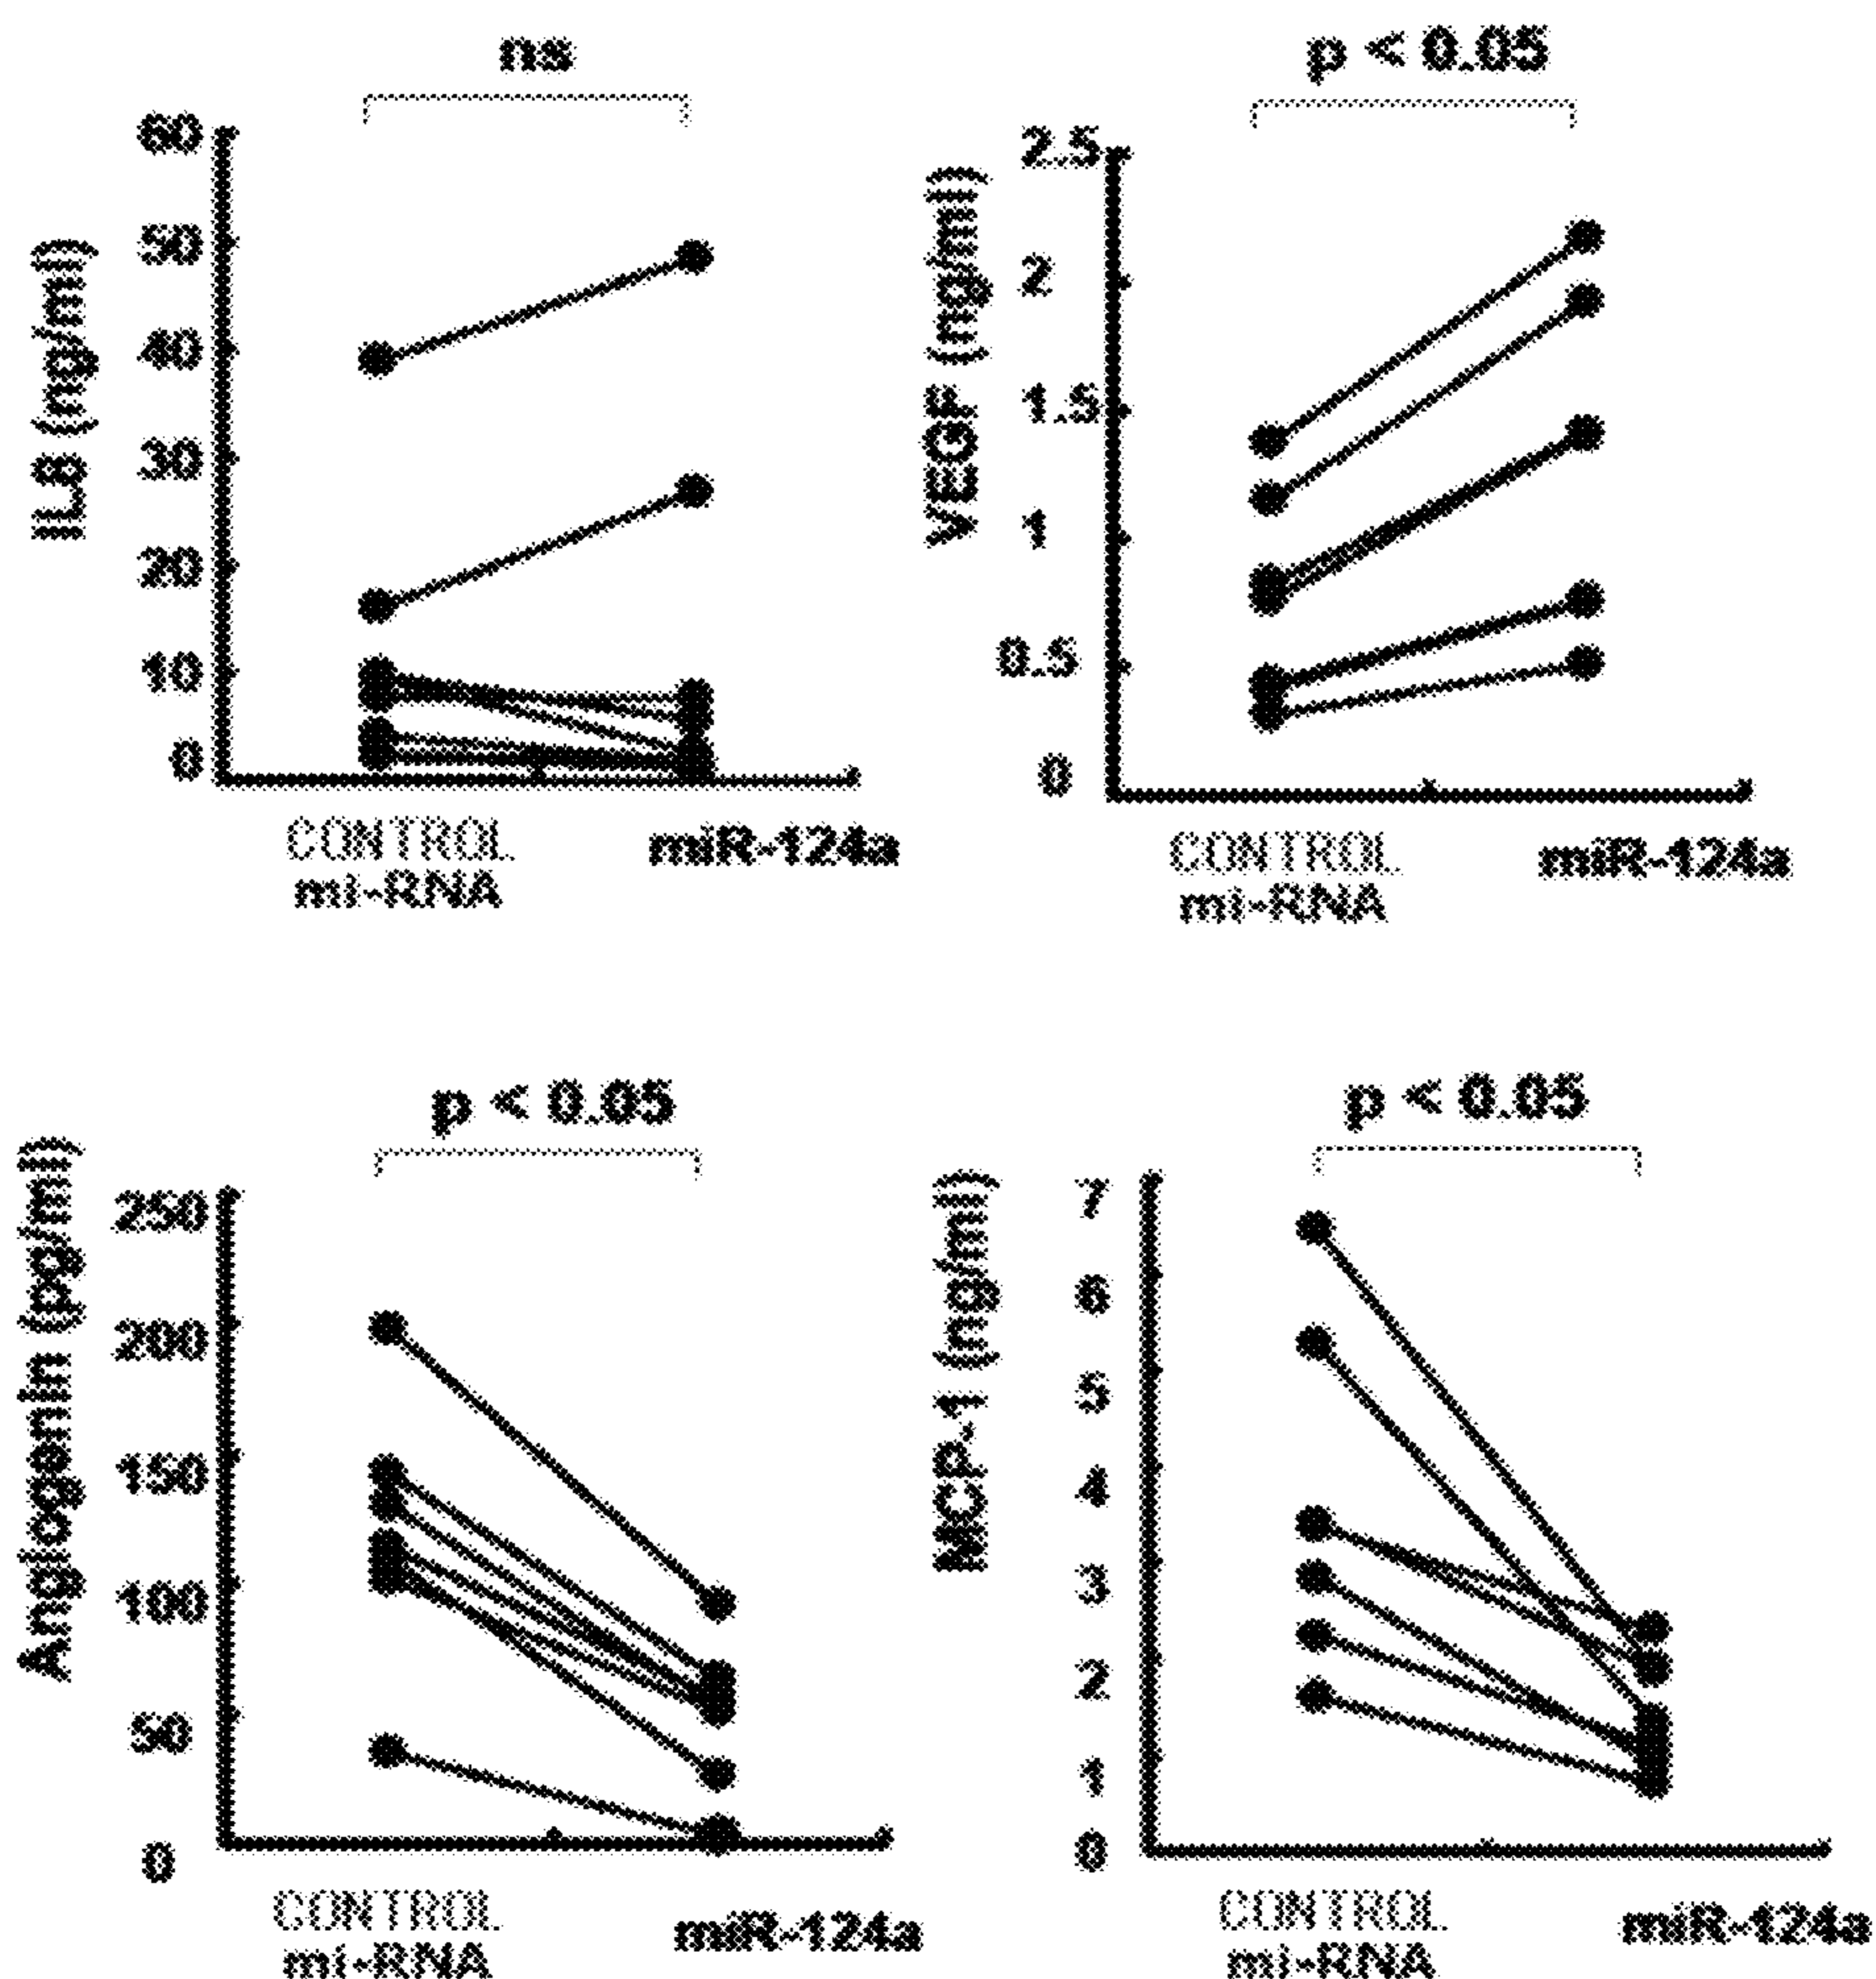 ns
IL8 (ng/ml)
60
50
40
30
20
10
0
CONTROL
mi-RNA
miR-124a
p < 0.05
VEGF (ng/ml)
2.5
2
1.5
1
0.5
0
CONTROL
mi-RNA
miR-124a
p < 0.05
Angiogenin (pg/ml)
250
200
150
100
50
0
CONTROL
mi-RNA
miR-124a
p < 0.05
MCP-1 (ng/ml)
7
6
5
4
3
2
1
0
CONTROL
mi-RNA
miR-124a